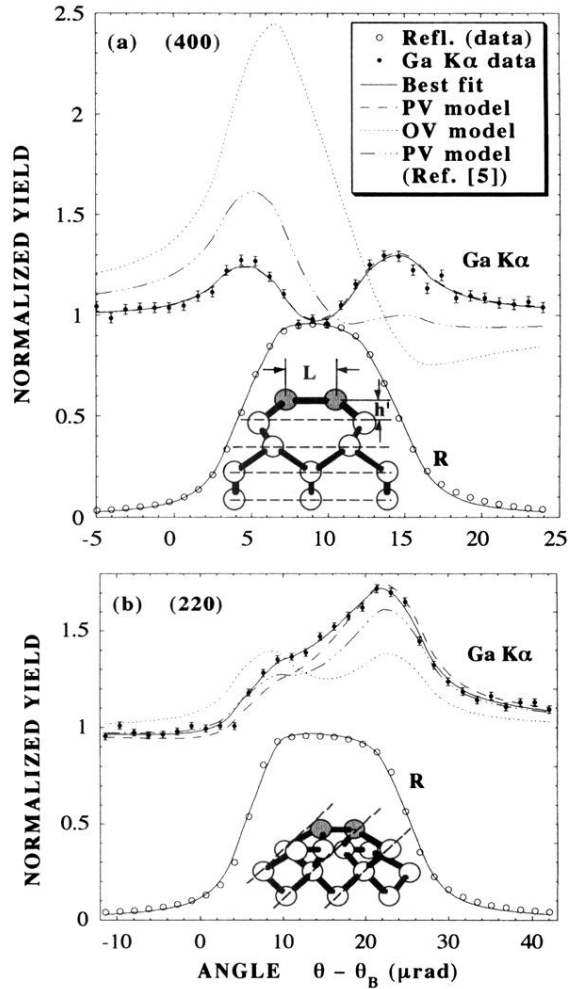 (a) (400)
Refl. (data)
Ga Kα data
Best fit
PV model
OV model
PV model
(Ref. [5])
NORMALIZED YIELD
2.5
2
1.5
1
0.5
0
Ga Kα
L
h'
R
-5 0 5 10 15 20 25
(b) (220)
NORMALIZED YIELD
1.5
1
0.5
0
Ga Kα
R
-10 0 10 20 30 40
ANGLE θ - θB (μrad)